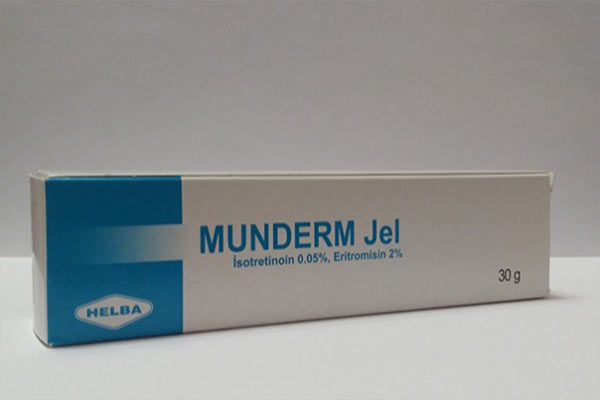 MUNDERM Jel
İsotretinoin 0.05%, Eritromisin 2%
30 g
HELBA